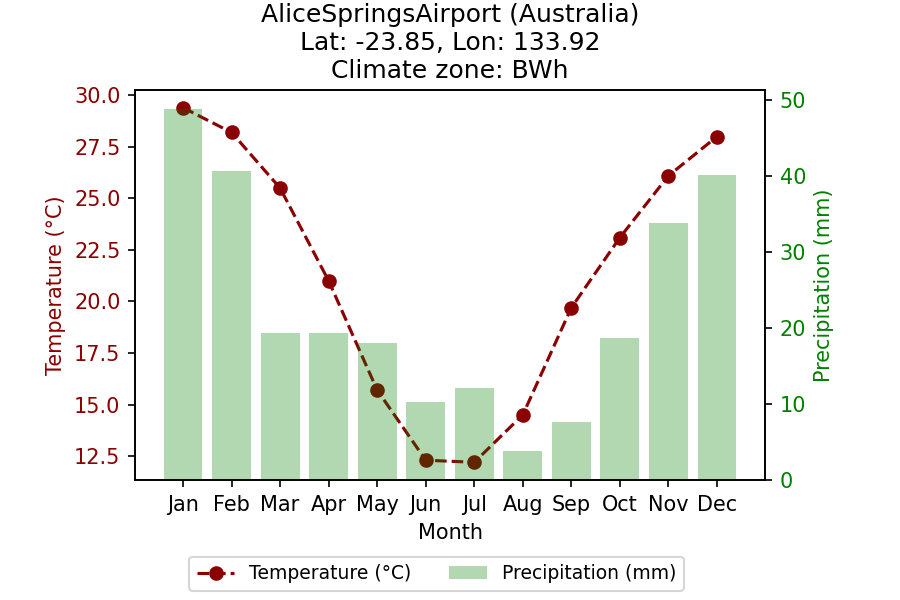 AliceSpringsAirport (Australia)
Lat: -23.85, Lon: 133.92
Climate zone: BWh
30.0
27.5
25.0
22.5
20.0
17.5
15.0
12.5
Temperature (°C)
50
40
30
20
10
0
Precipitation (mm)
Jan Feb Mar Apr May Jun Jul Aug Sep Oct Nov Dec
Month
Temperature (°C) Precipitation (mm)